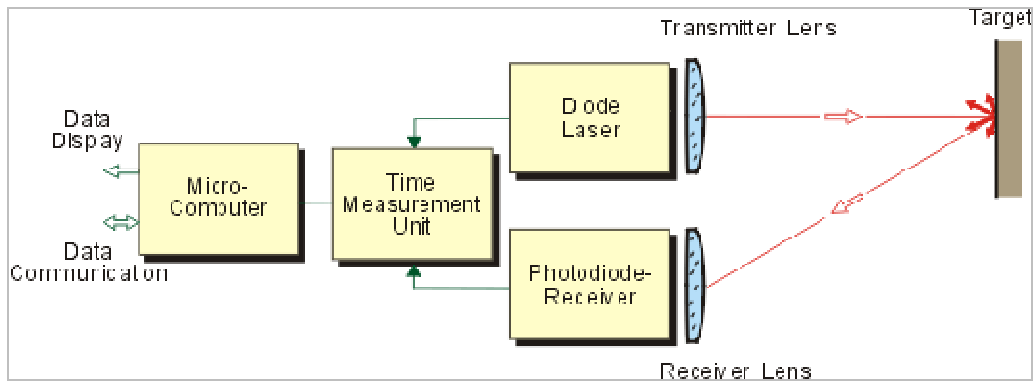 Target
Transmitter Lens
Diode
Laser
Data
Display
Micro-
Computer
Time
Measurement
Unit
Data
Communication
Photodiode-
Receiver
Receiver Lens